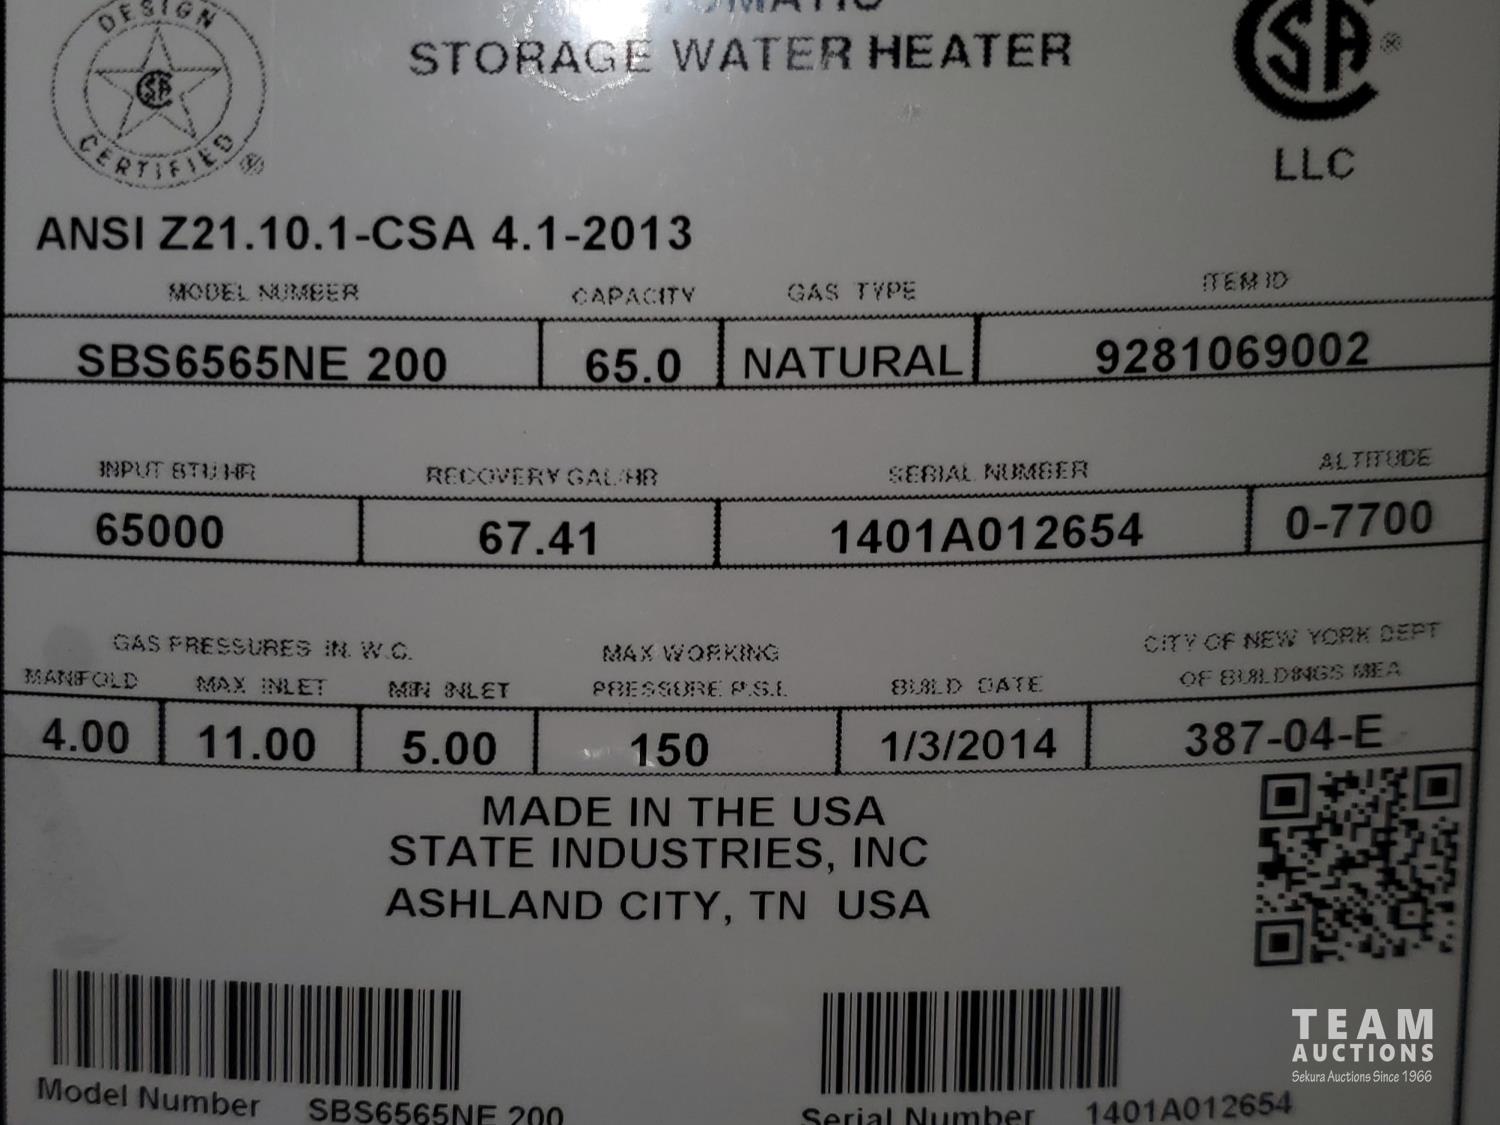 DESIGN
CSA
CERTIFIED ®
STORAGE WATER HEATER
CSA ®
LLC
ANSI Z21.10.1-CSA 4.1-2013
MODEL NUMBER CAPACITY GAS TYPE ITEM ID
SBS6565NE 200 65.0 NATURAL 9281069002
INPUT BTU/HR RECOVERY GAL/HR SERIAL NUMBER ALTITUDE
65000 67.41 1401A012654 0-7700
GAS PRESSURES IN. W.C. MAX WORKING CITY OF NEW YORK DEPT
MANIFOLD MAX INLET MIN INLET PRESSURE P.S.I. BUILD DATE OF BUILDINGS MEA
4.00 11.00 5.00 150 1/3/2014 387-04-E
MADE IN THE USA
STATE INDUSTRIES, INC
ASHLAND CITY, TN USA
Model Number SBS6565NE 200
Serial Number 1401A012654
TEAM
AUCTIONS
Sekura Auctions Since 1966